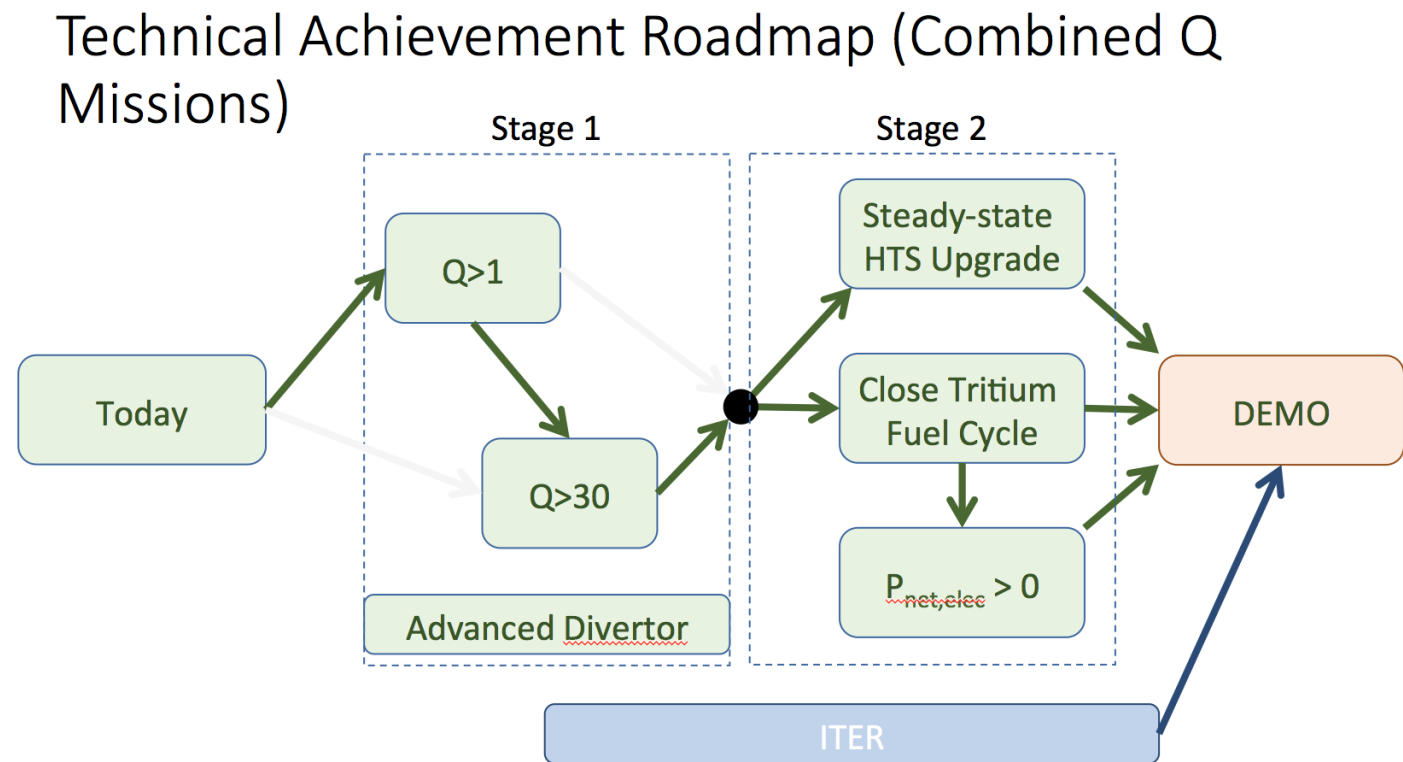 Technical Achievement Roadmap (Combined Q
Missions)
Stage 1
Stage 2
Steady-state
HTS Upgrade
Q>1
Today
Close Tritium
Fuel Cycle
DEMO
Q>30
Pnet,elec > 0
Advanced Divertor
ITER